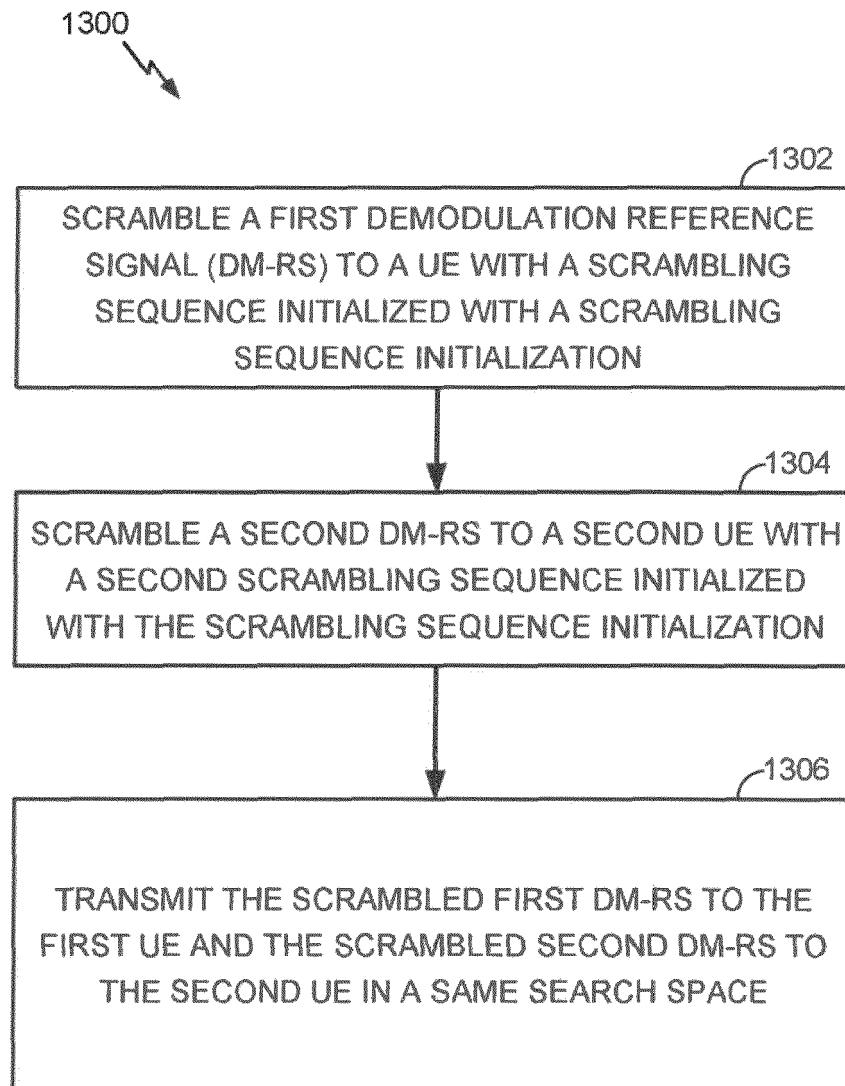 1300
1302
SCRAMBLE A FIRST DEMODULATION REFERENCE
SIGNAL (DM-RS) TO A UE WITH A SCRAMBLING
SEQUENCE INITIALIZED WITH A SCRAMBLING
SEQUENCE INITIALIZATION
1304
SCRAMBLE A SECOND DM-RS TO A SECOND UE WITH
A SECOND SCRAMBLING SEQUENCE INITIALIZED
WITH THE SCRAMBLING SEQUENCE INITIALIZATION
1306
TRANSMIT THE SCRAMBLED FIRST DM-RS TO THE
FIRST UE AND THE SCRAMBLED SECOND DM-RS TO
THE SECOND UE IN A SAME SEARCH SPACE